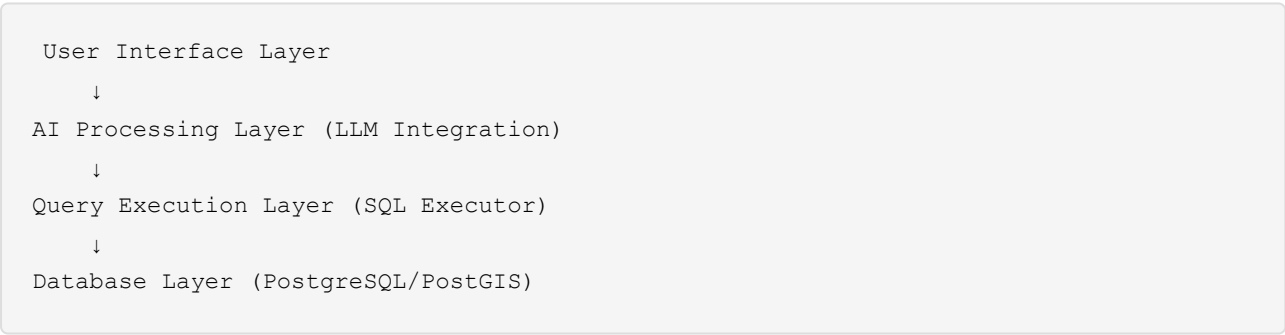 User Interface Layer
↓
AI Processing Layer (LLM Integration)
↓
Query Execution Layer (SQL Executor)
↓
Database Layer (PostgreSQL/PostGIS)